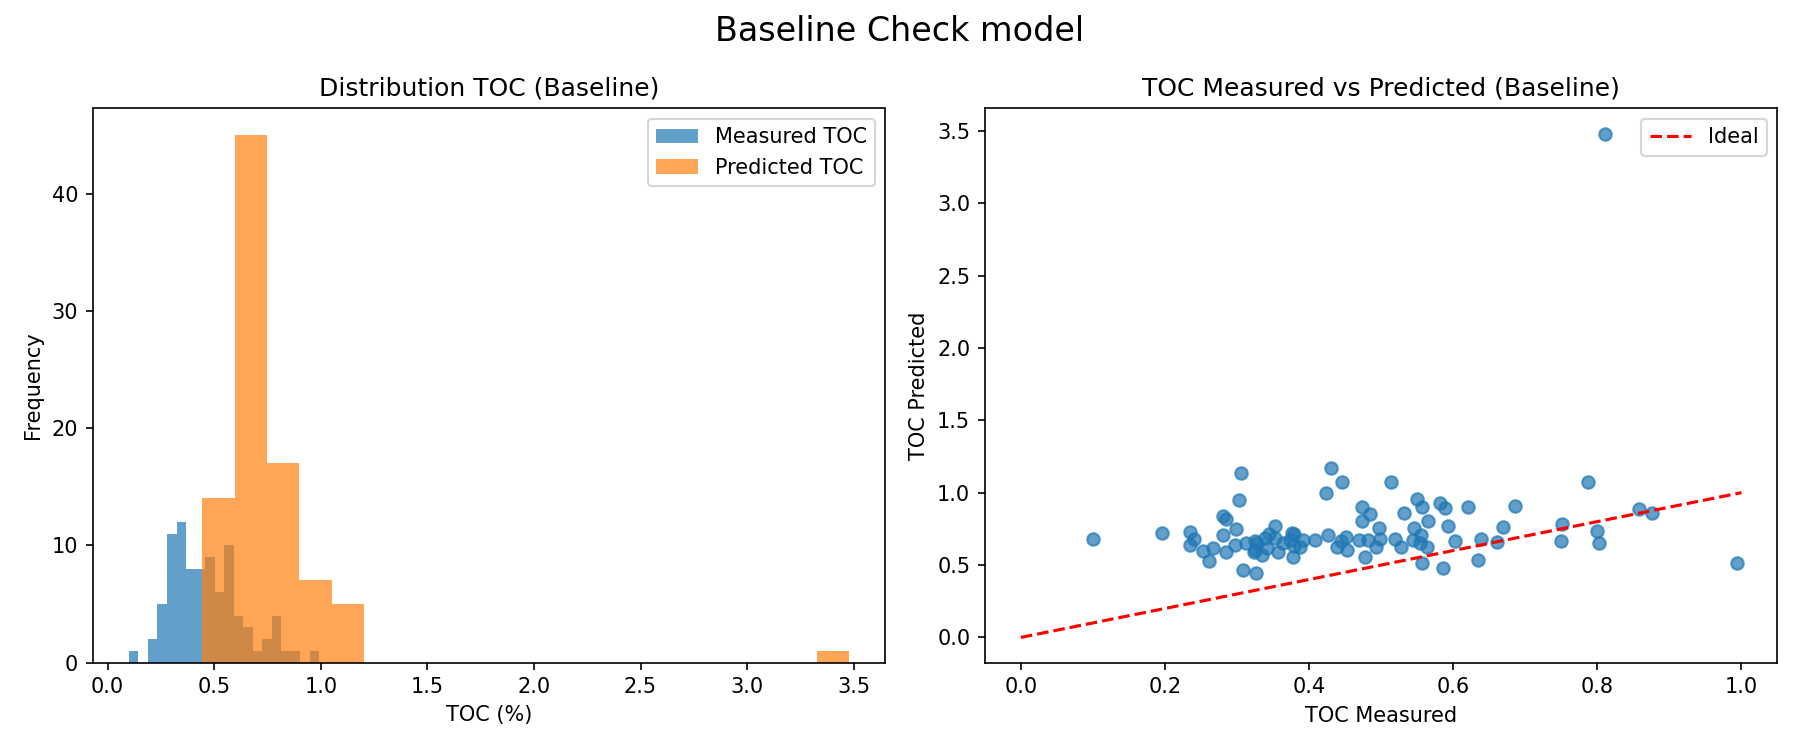 Baseline Check model
Distribution TOC (Baseline)
Measured TOC
Predicted TOC
Frequency
0
10
20
30
40
0.0 0.5 1.0 1.5 2.0 2.5 3.0 3.5
TOC (%)
TOC Measured vs Predicted (Baseline)
Ideal
TOC Predicted
3.5
3.0
2.5
2.0
1.5
1.0
0.5
0.0
0.0 0.2 0.4 0.6 0.8 1.0
TOC Measured